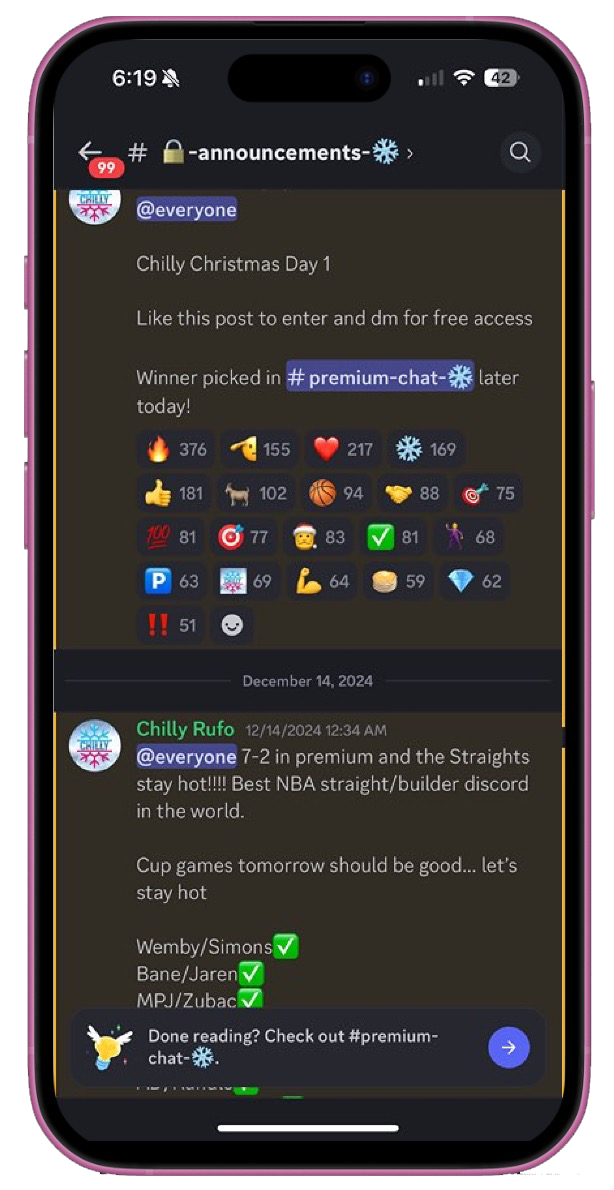 6:19
42
99
# 🔒-announcements-❄️ ›
CHILLY
@everyone
Chilly Christmas Day 1
Like this post to enter and dm for free access
Winner picked in # premium-chat-❄️ later
today!
🔥 376 🫡 155 ❤️ 217 ❄️ 169
👍 181 🐐 102 🏀 94 🤝 88 🎯 75
💯 81 🎯 77 🎅 83 ✅ 81 🕺 68
🅿️ 63 69 💪 64 🥞 59 💎 62
‼️ 51
December 14, 2024
CHILLY
Chilly Rufo 12/14/2024 12:34 AM
@everyone 7-2 in premium and the Straights
stay hot!!!! Best NBA straight/builder discord
in the world.
Cup games tomorrow should be good... let's
stay hot
Wemby/Simons✅
Bane/Jaren✅
MPJ/Zubac✅
Done reading? Check out #premium-
chat-❄️.